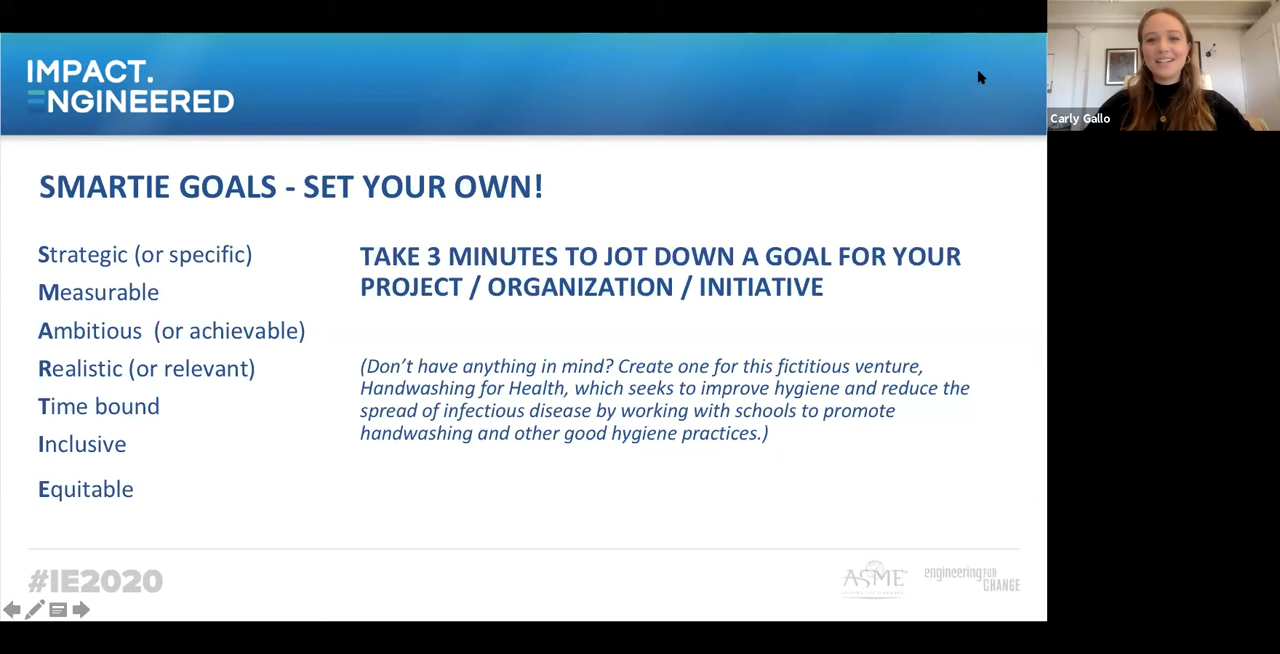 IMPACT.
ENGINEERED
Carly Gallo
SMARTIE GOALS - SET YOUR OWN!
Strategic (or specific)
Measurable
Ambitious (or achievable)
Realistic (or relevant)
Time bound
Inclusive
Equitable
TAKE 3 MINUTES TO JOT DOWN A GOAL FOR YOUR
PROJECT / ORGANIZATION / INITIATIVE
(Don't have anything in mind? Create one for this fictitious venture,
Handwashing for Health, which seeks to improve hygiene and reduce the
spread of infectious disease by working with schools to promote
handwashing and other good hygiene practices.)
#IE2020
ASME
engineering FOR
CHANGE